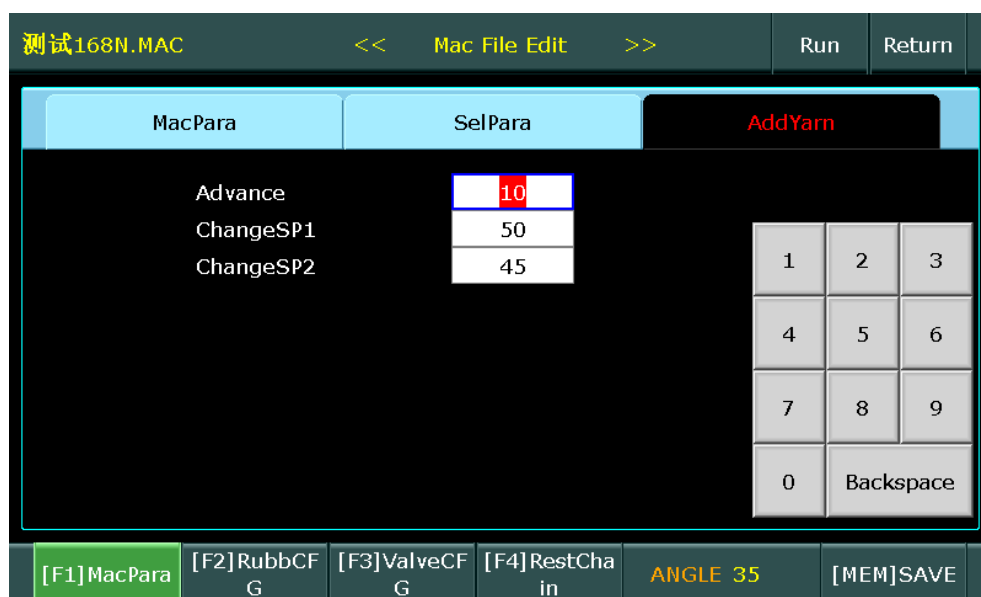 测试168N.MAC << Mac File Edit >> Run Return
MacPara SelPara AddYarn
Advance 10
ChangeSP1 50
ChangeSP2 45
1 2 3
4 5 6
7 8 9
0 Backspace
[F1]MacPara [F2]RubbCF [F3]ValveCF [F4]RestCha ANGLE 35 [MEM]SAVE
G G in